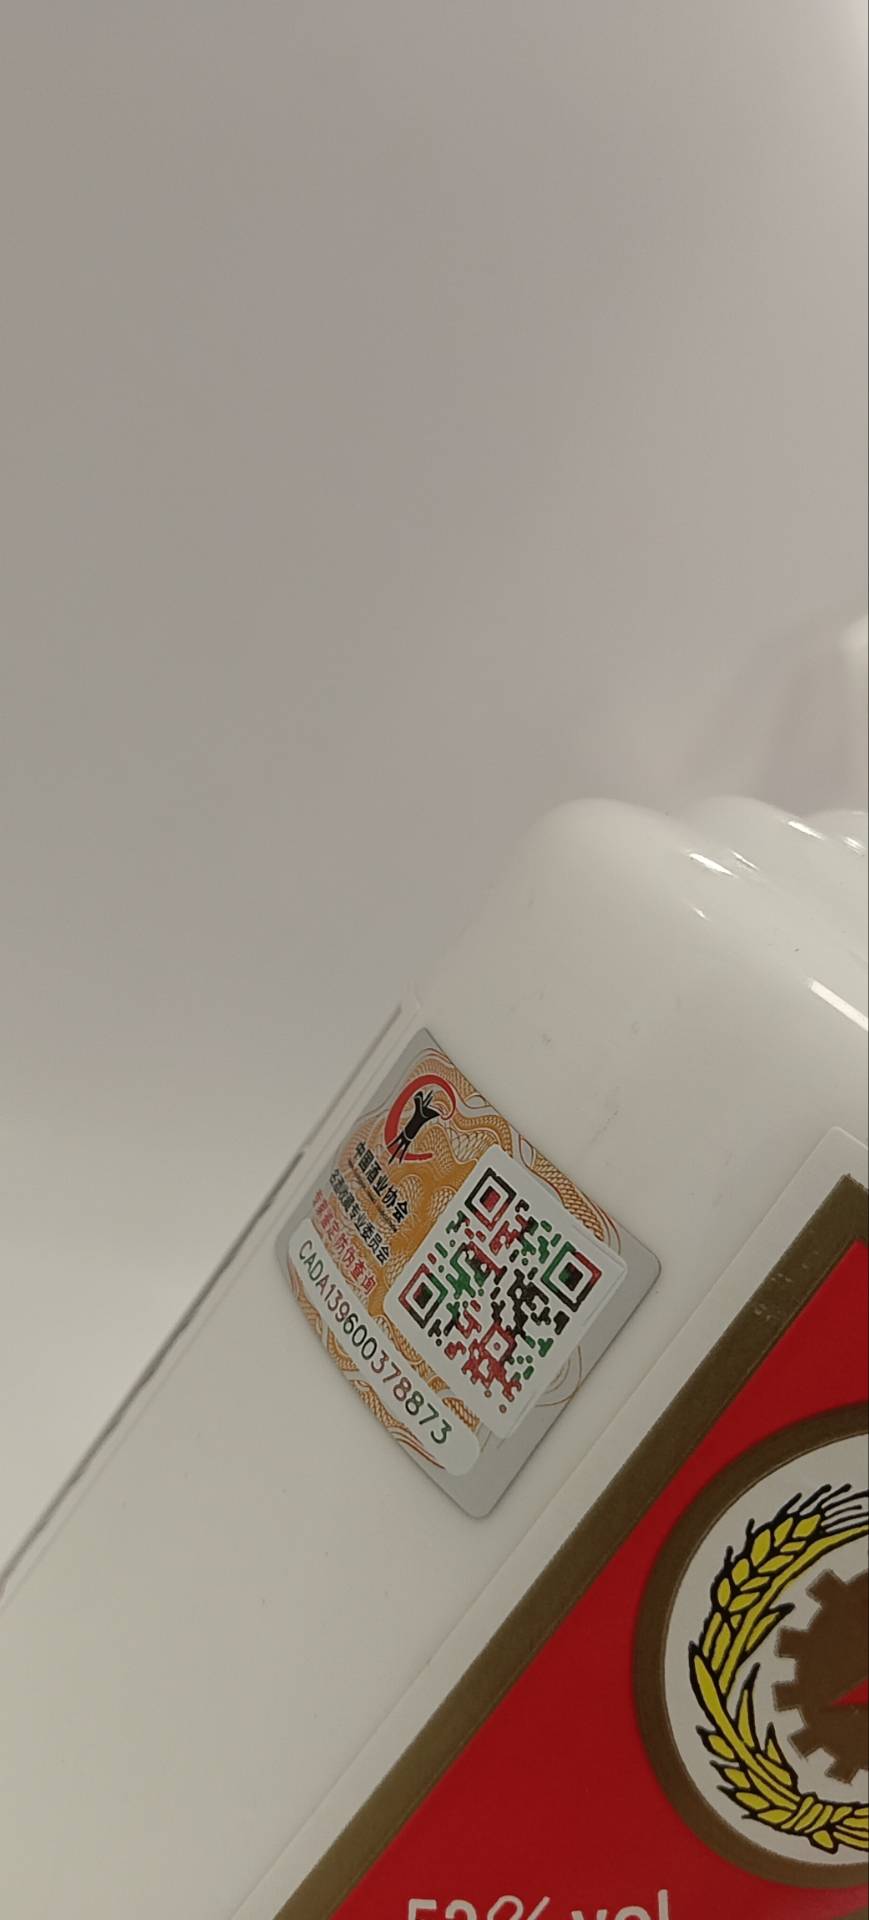 中国酒业协会
名酒收藏专业委员会
专家鉴定防伪查询
CADA139600378873
53% vol